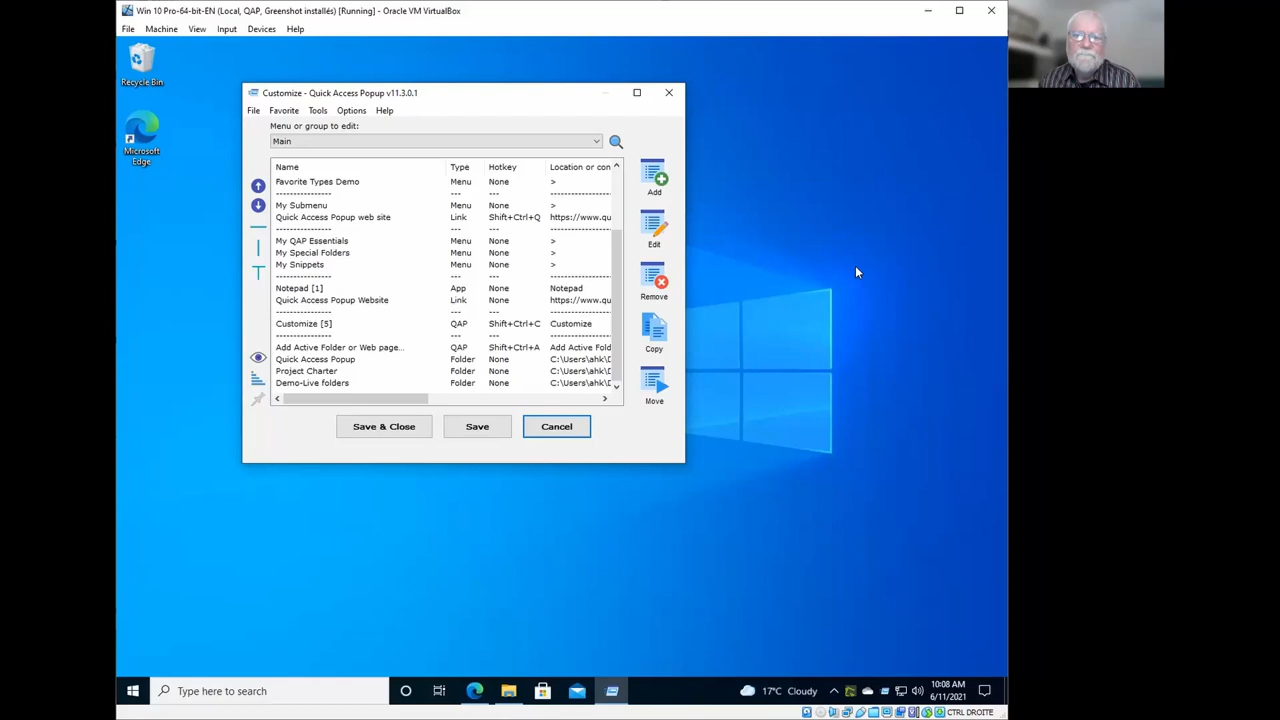 Win 10 Pro-64-bit-EN (Local, QAP, Greenshot installés) [Running] - Oracle VM VirtualBox
File Machine View Input Devices Help
Recycle Bin
Microsoft
Edge
Customize - Quick Access Popup v11.3.0.1
File Favorite Tools Options Help
Menu or group to edit:
Main
Name Type Hotkey Location or con
Favorite Types Demo Menu None >
---------------- --- --- ----------------
My Submenu Menu None >
Quick Access Popup web site Link Shift+Ctrl+Q https://www.qu
---------------- --- --- ----------------
My QAP Essentials Menu None >
My Special Folders Menu None >
My Snippets Menu None >
---------------- --- --- ----------------
Notepad [1] App None Notepad
Quick Access Popup Website Link None https://www.qu
---------------- --- --- ----------------
Customize [5] QAP Shift+Ctrl+C Customize
---------------- --- --- ----------------
Add Active Folder or Web page... QAP Shift+Ctrl+A Add Active Fold
Quick Access Popup Folder None C:\Users\ahk\D
Project Charter Folder None C:\Users\ahk\D
Demo-Live folders Folder None C:\Users\ahk\D
Add
Edit
Remove
Copy
Move
Save & Close Save Cancel
Type here to search
17°C Cloudy
10:08 AM
6/11/2021
CTRL DROITE